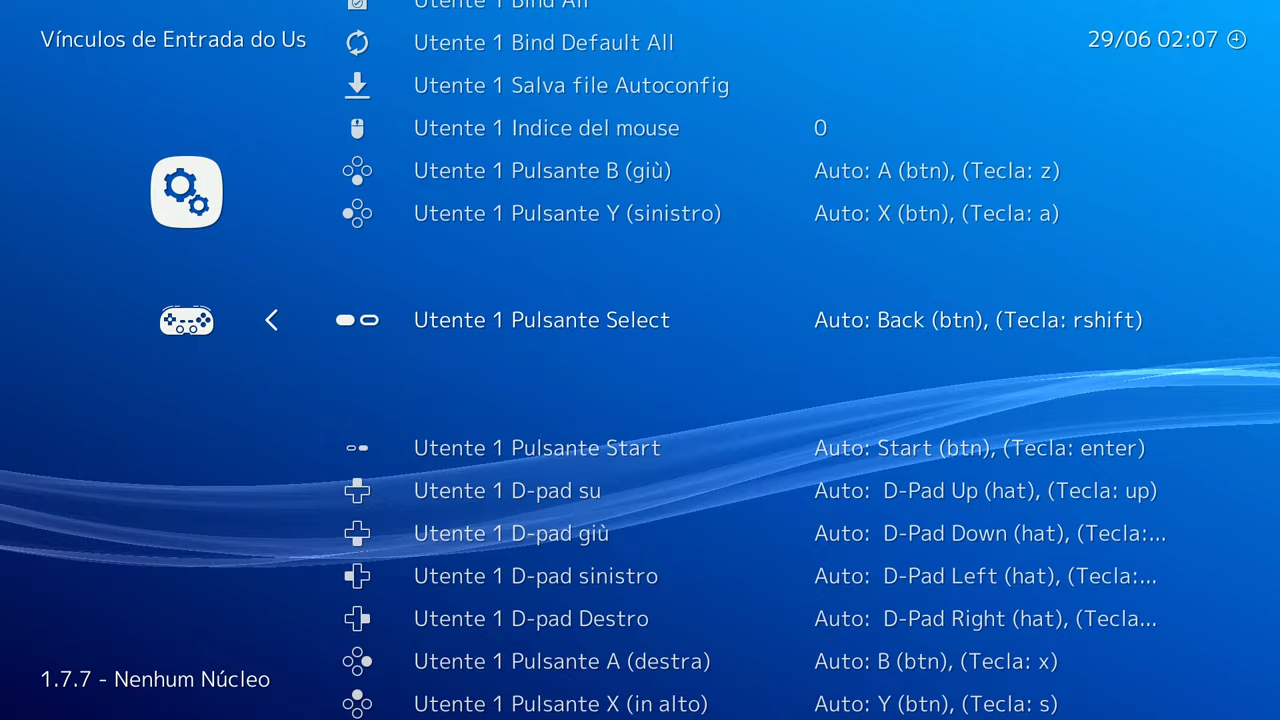 Utente 1 Bind All
Vínculos de Entrada do Us
Utente 1 Bind Default All
29/06 02:07
Utente 1 Salva file Autoconfig
Utente 1 Indice del mouse 0
Utente 1 Pulsante B (giù) Auto: A (btn), (Tecla: z)
Utente 1 Pulsante Y (sinistro) Auto: X (btn), (Tecla: a)
Utente 1 Pulsante Select Auto: Back (btn), (Tecla: rshift)
Utente 1 Pulsante Start Auto: Start (btn), (Tecla: enter)
Utente 1 D-pad su Auto: D-Pad Up (hat), (Tecla: up)
Utente 1 D-pad giù Auto: D-Pad Down (hat), (Tecla:...
Utente 1 D-pad sinistro Auto: D-Pad Left (hat), (Tecla:...
Utente 1 D-pad Destro Auto: D-Pad Right (hat), (Tecla...
Utente 1 Pulsante A (destra) Auto: B (btn), (Tecla: x)
1.7.7 - Nenhum Núcleo
Utente 1 Pulsante X (in alto) Auto: Y (btn), (Tecla: s)